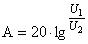 A = 20 · lg U₁/U₂